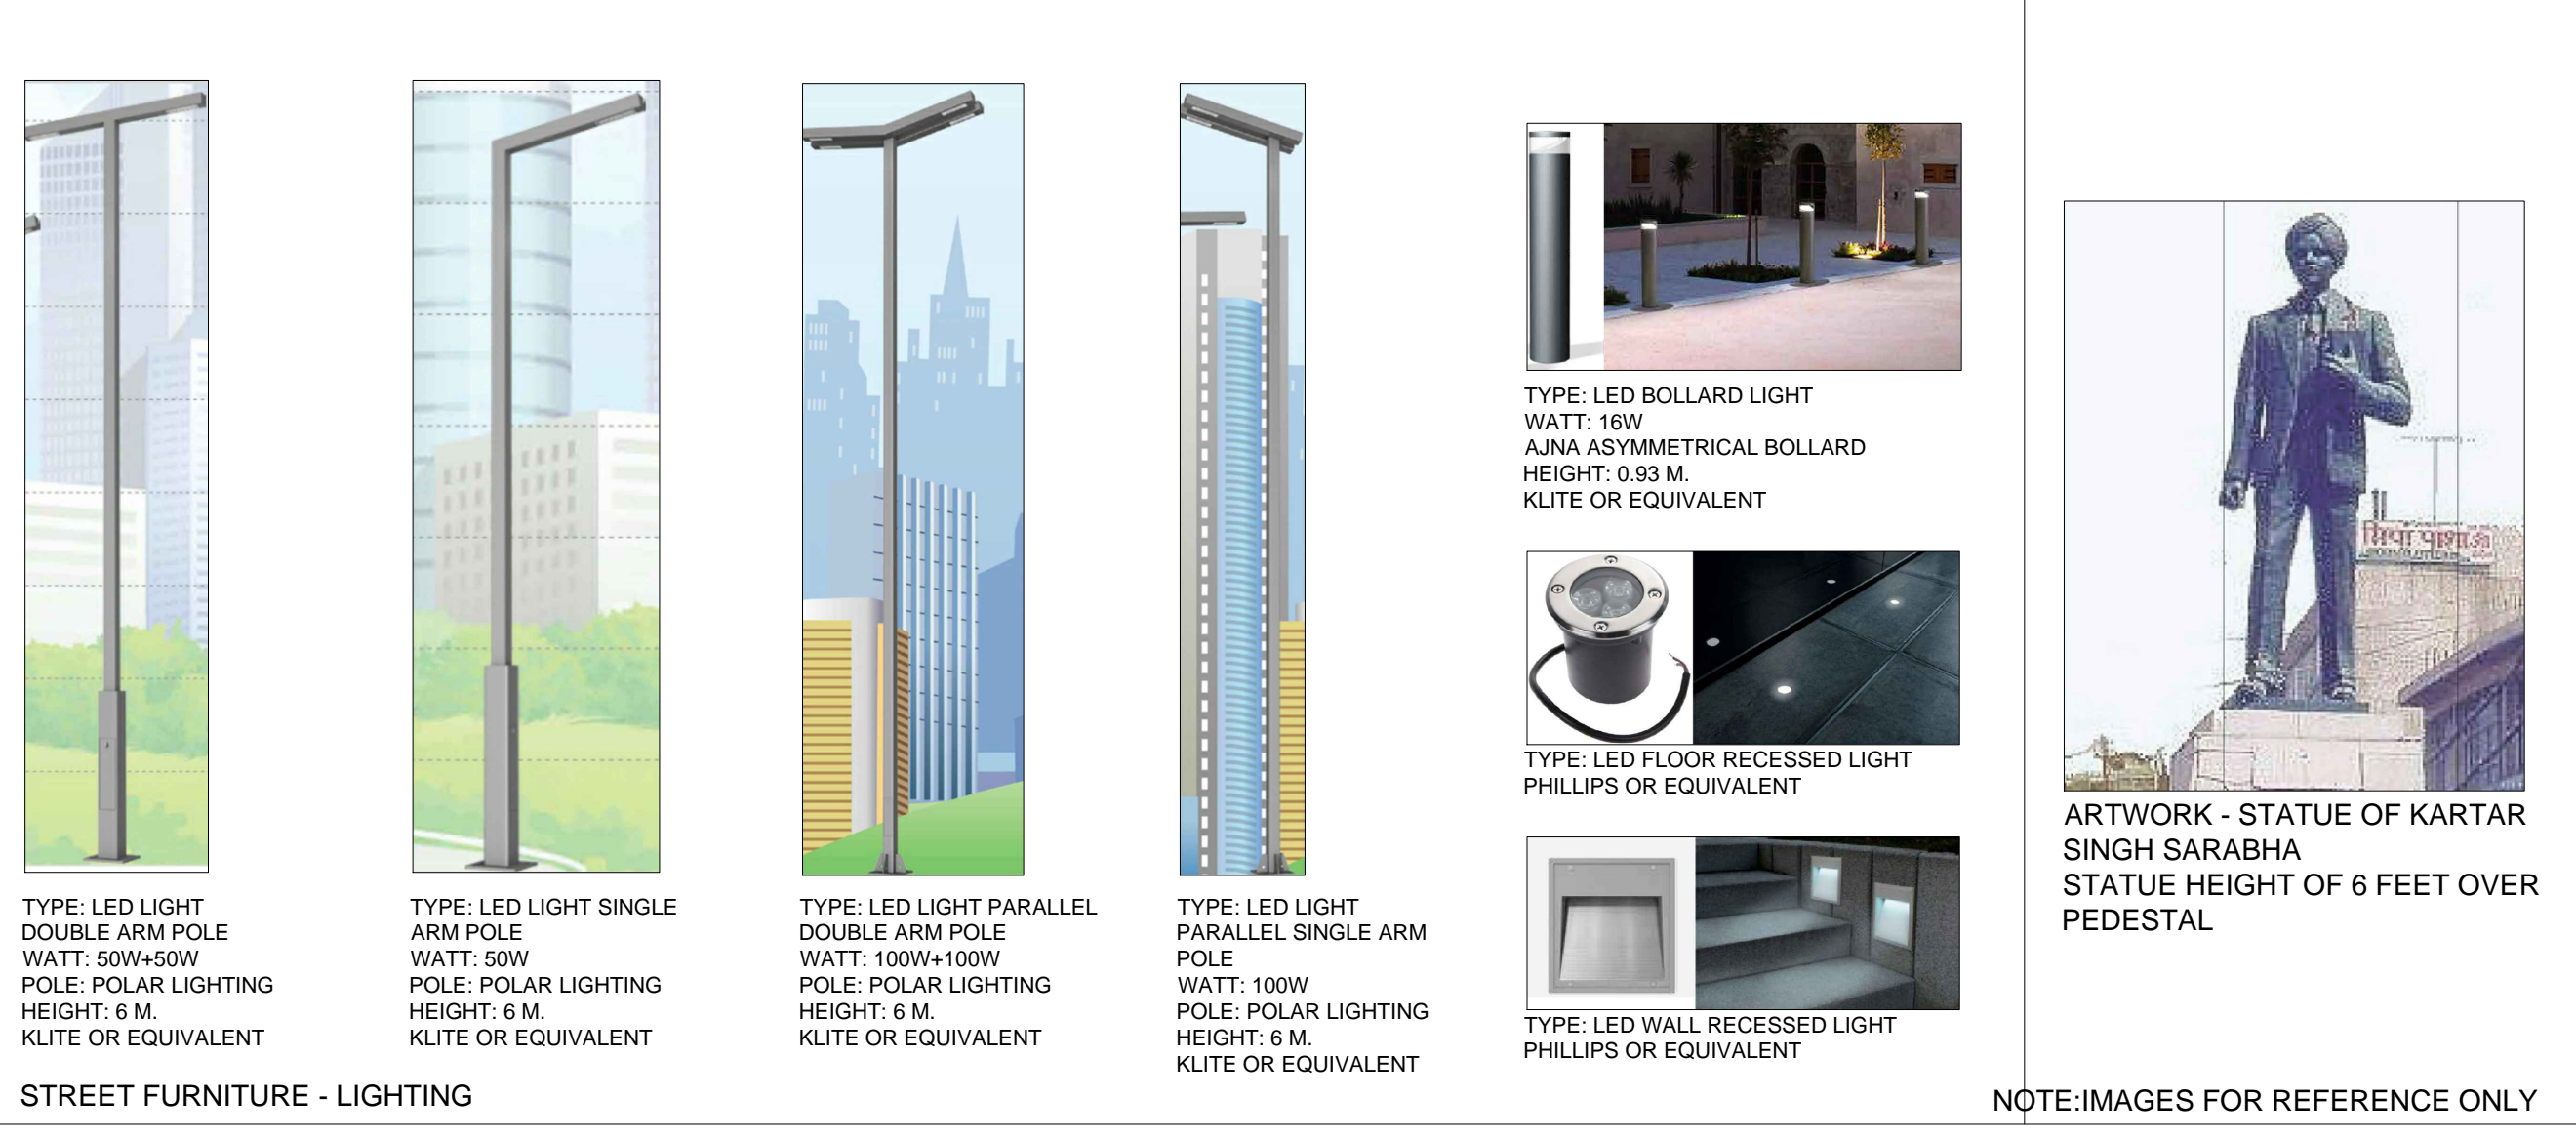 TYPE: LED LIGHT
DOUBLE ARM POLE
WATT: 50W+50W
POLE: POLAR LIGHTING
HEIGHT: 6 M.
KLITE OR EQUIVALENT
TYPE: LED LIGHT SINGLE
ARM POLE
WATT: 50W
POLE: POLAR LIGHTING
HEIGHT: 6 M.
KLITE OR EQUIVALENT
TYPE: LED LIGHT PARALLEL
DOUBLE ARM POLE
WATT: 100W+100W
POLE: POLAR LIGHTING
HEIGHT: 6 M.
KLITE OR EQUIVALENT
TYPE: LED LIGHT
PARALLEL SINGLE ARM
POLE
WATT: 100W
POLE: POLAR LIGHTING
HEIGHT: 6 M.
KLITE OR EQUIVALENT
TYPE: LED BOLLARD LIGHT
WATT: 16W
AJNA ASYMMETRICAL BOLLARD
HEIGHT: 0.93 M.
KLITE OR EQUIVALENT
TYPE: LED FLOOR RECESSED LIGHT
PHILLIPS OR EQUIVALENT
TYPE: LED WALL RECESSED LIGHT
PHILLIPS OR EQUIVALENT
ARTWORK - STATUE OF KARTAR
SINGH SARABHA
STATUE HEIGHT OF 6 FEET OVER
PEDESTAL
STREET FURNITURE - LIGHTING
NOTE:IMAGES FOR REFERENCE ONLY